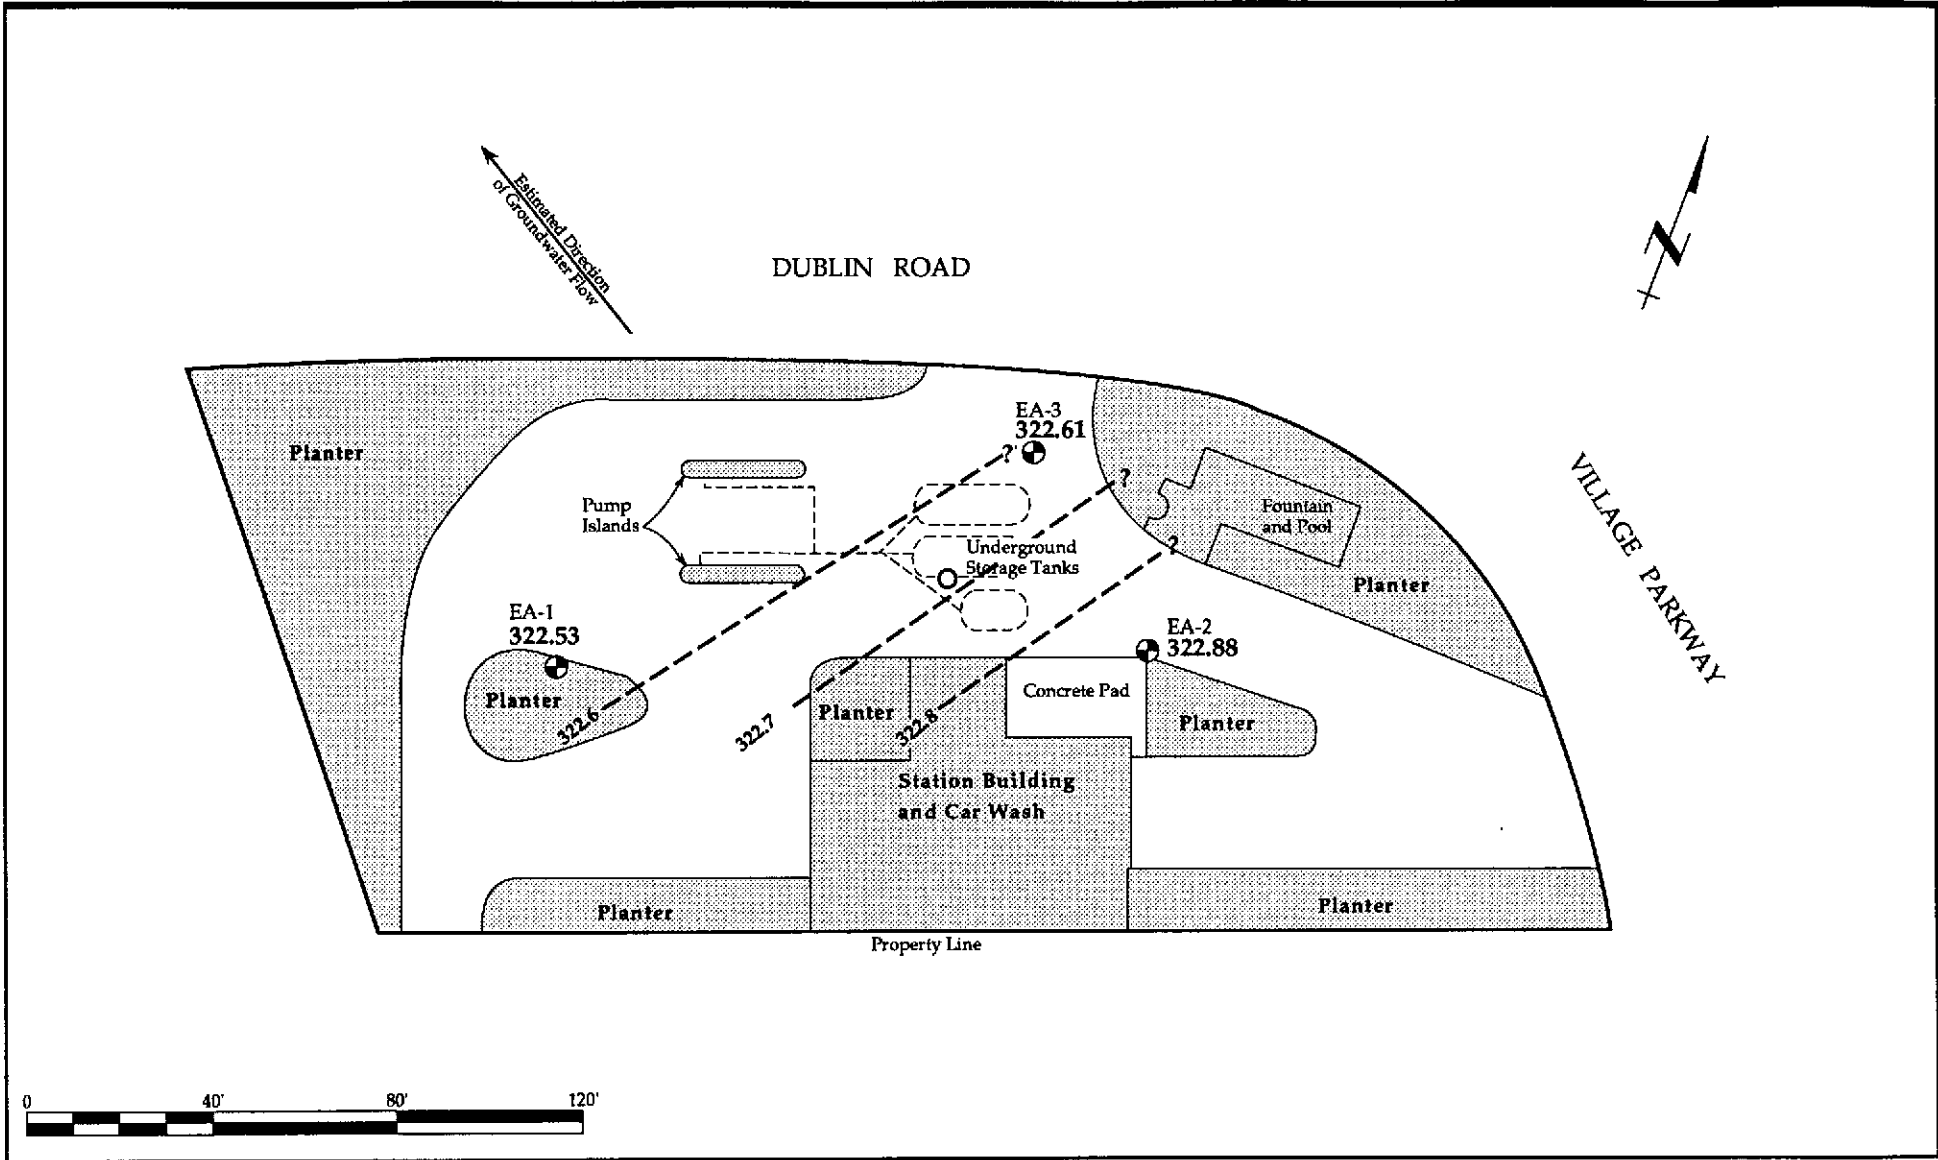 Estimated Direction
of Groundwater Flow
DUBLIN ROAD
N
VILLAGE PARKWAY
EA-3
322.61
?
?
?
Planter
Pump
Islands
Fountain
and Pool
Underground
Storage Tanks
Planter
EA-1
322.53
EA-2
322.88
Planter
322.6
322.7
Planter
322.8
Concrete Pad
Planter
Station Building
and Car Wash
Planter
Planter
Property Line
0 40' 80' 120'